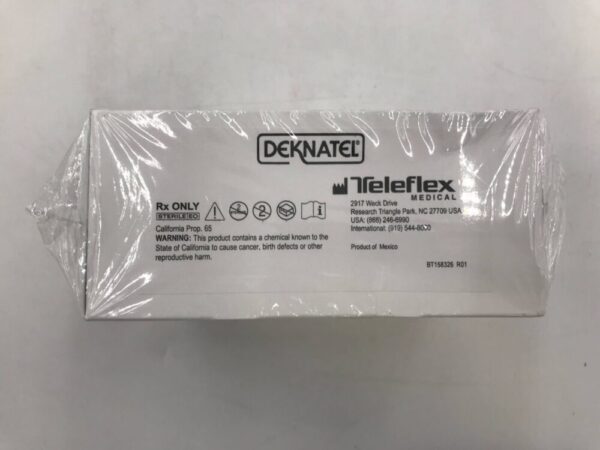 DEKNATEL
Teleflex
MEDICAL
Rx ONLY
STERILE EO
2917 Weck Drive
Research Triangle Park, NC 27709 USA
USA: (866) 246-6990
International: (919) 544-8000
California Prop. 65
WARNING: This product contains a chemical known to the
State of California to cause cancer, birth defects or other
reproductive harm.
Product of Mexico
BT158326 R01